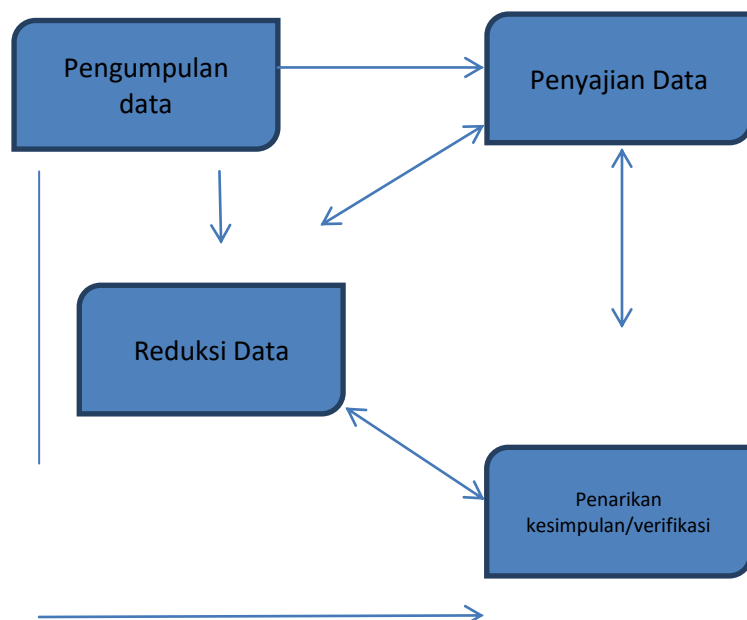 Pengumpulan
data
Penyajian Data
Reduksi Data
Penarikan
kesimpulan/verifikasi